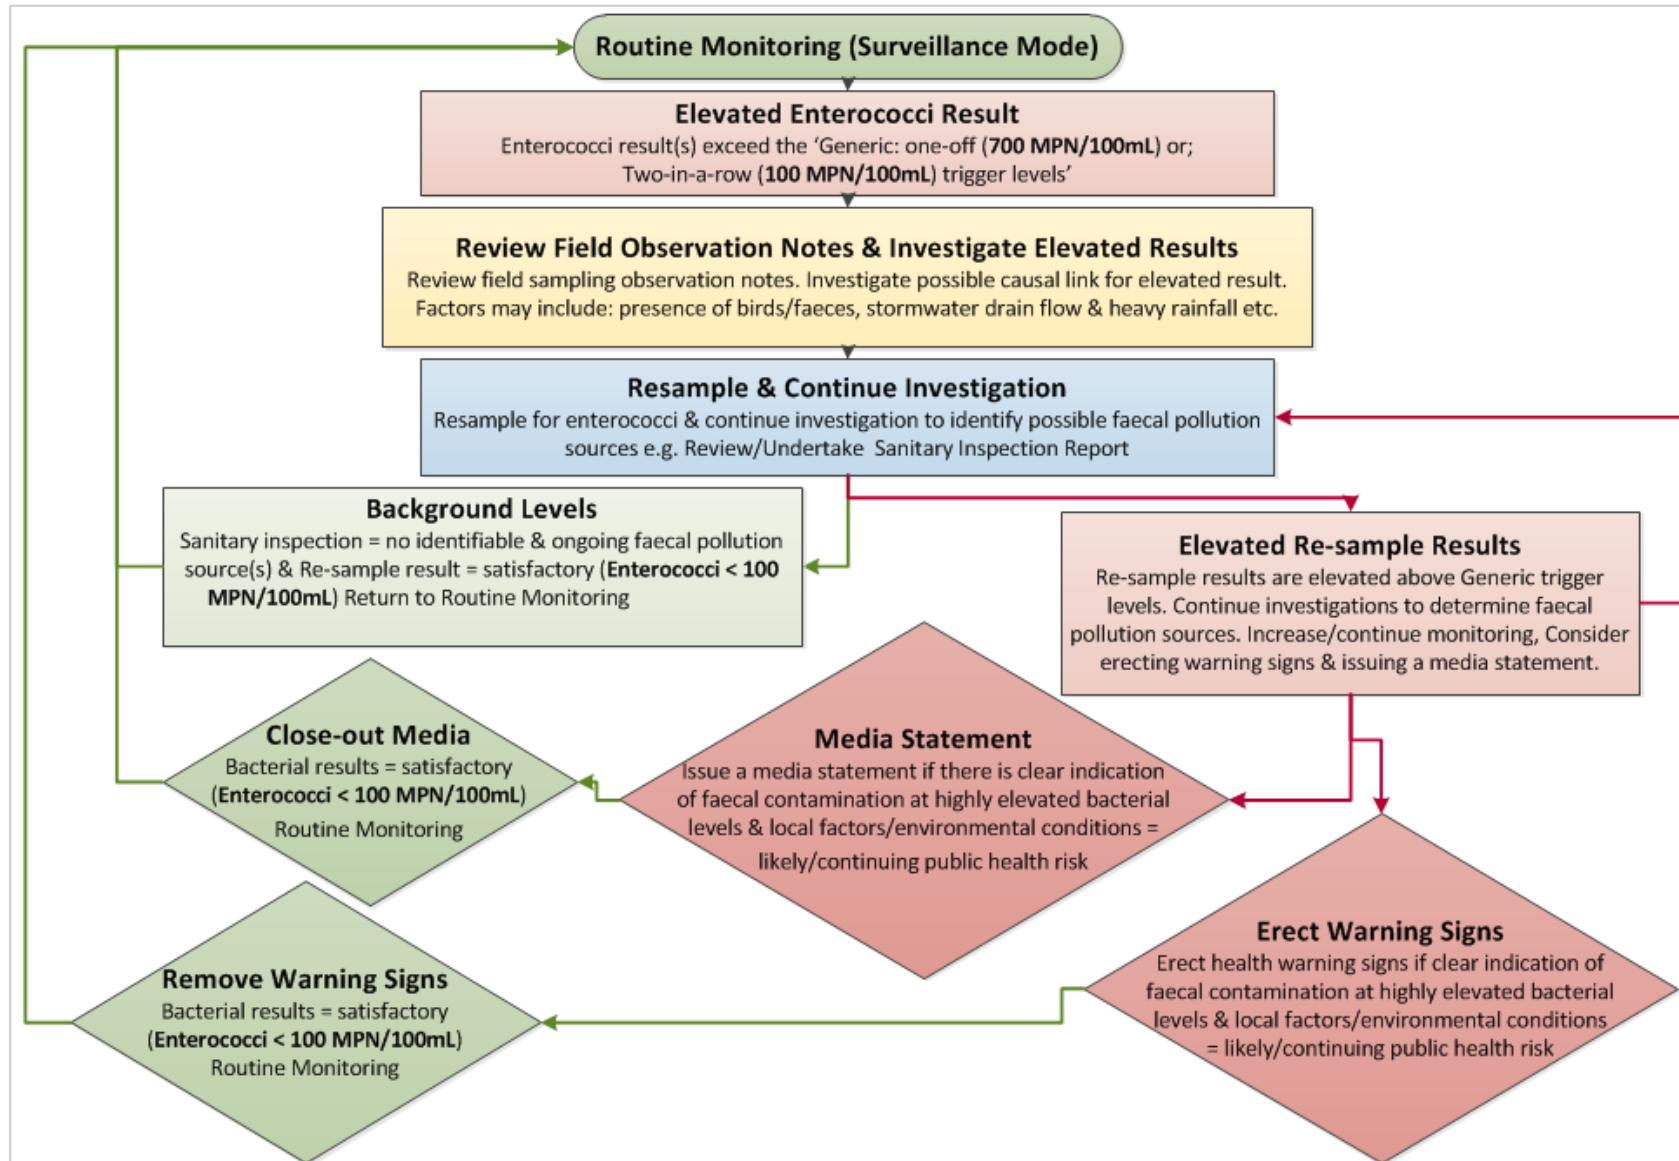 Routine Monitoring (Surveillance Mode)
Elevated Enterococci Result
Enterococci result(s) exceed the ‘Generic: one-off (700 MPN/100mL) or;
Two-in-a-row (100 MPN/100mL) trigger levels’
Review Field Observation Notes & Investigate Elevated Results
Review field sampling observation notes. Investigate possible causal link for elevated result.
Factors may include: presence of birds/faeces, stormwater drain flow & heavy rainfall etc.
Resample & Continue Investigation
Resample for enterococci & continue investigation to identify possible faecal pollution
sources e.g. Review/Undertake Sanitary Inspection Report
Background Levels
Sanitary inspection = no identifiable & ongoing faecal pollution
source(s) & Re-sample result = satisfactory (Enterococci < 100
MPN/100mL) Return to Routine Monitoring
Elevated Re-sample Results
Re-sample results are elevated above Generic trigger
levels. Continue investigations to determine faecal
pollution sources. Increase/continue monitoring, Consider
erecting warning signs & issuing a media statement.
Close-out Media
Bacterial results = satisfactory
(Enterococci < 100 MPN/100mL)
Routine Monitoring
Media Statement
Issue a media statement if there is clear indication
of faecal contamination at highly elevated bacterial
levels & local factors/environmental conditions =
likely/continuing public health risk
Remove Warning Signs
Bacterial results = satisfactory
(Enterococci < 100 MPN/100mL)
Routine Monitoring
Erect Warning Signs
Erect health warning signs if clear indication of
faecal contamination at highly elevated bacterial
levels & local factors/environmental conditions
= likely/continuing public health risk